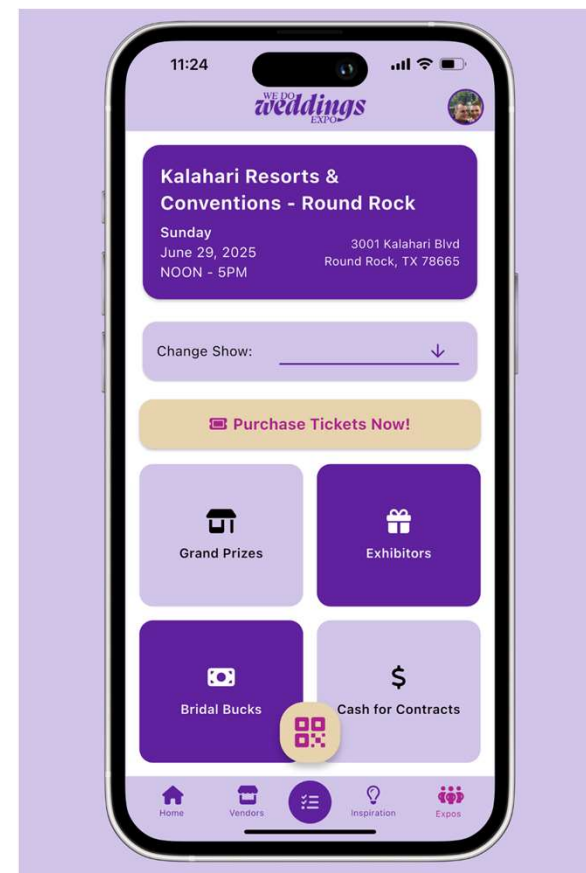 11:24
WE DO
weddings
EXPO
Kalahari Resorts &
Conventions - Round Rock
Sunday
June 29, 2025
NOON - 5PM
3001 Kalahari Blvd
Round Rock, TX 78665
Change Show:
Purchase Tickets Now!
Grand Prizes
Exhibitors
Bridal Bucks
Cash for Contracts
Home
Vendors
Inspiration
Expos